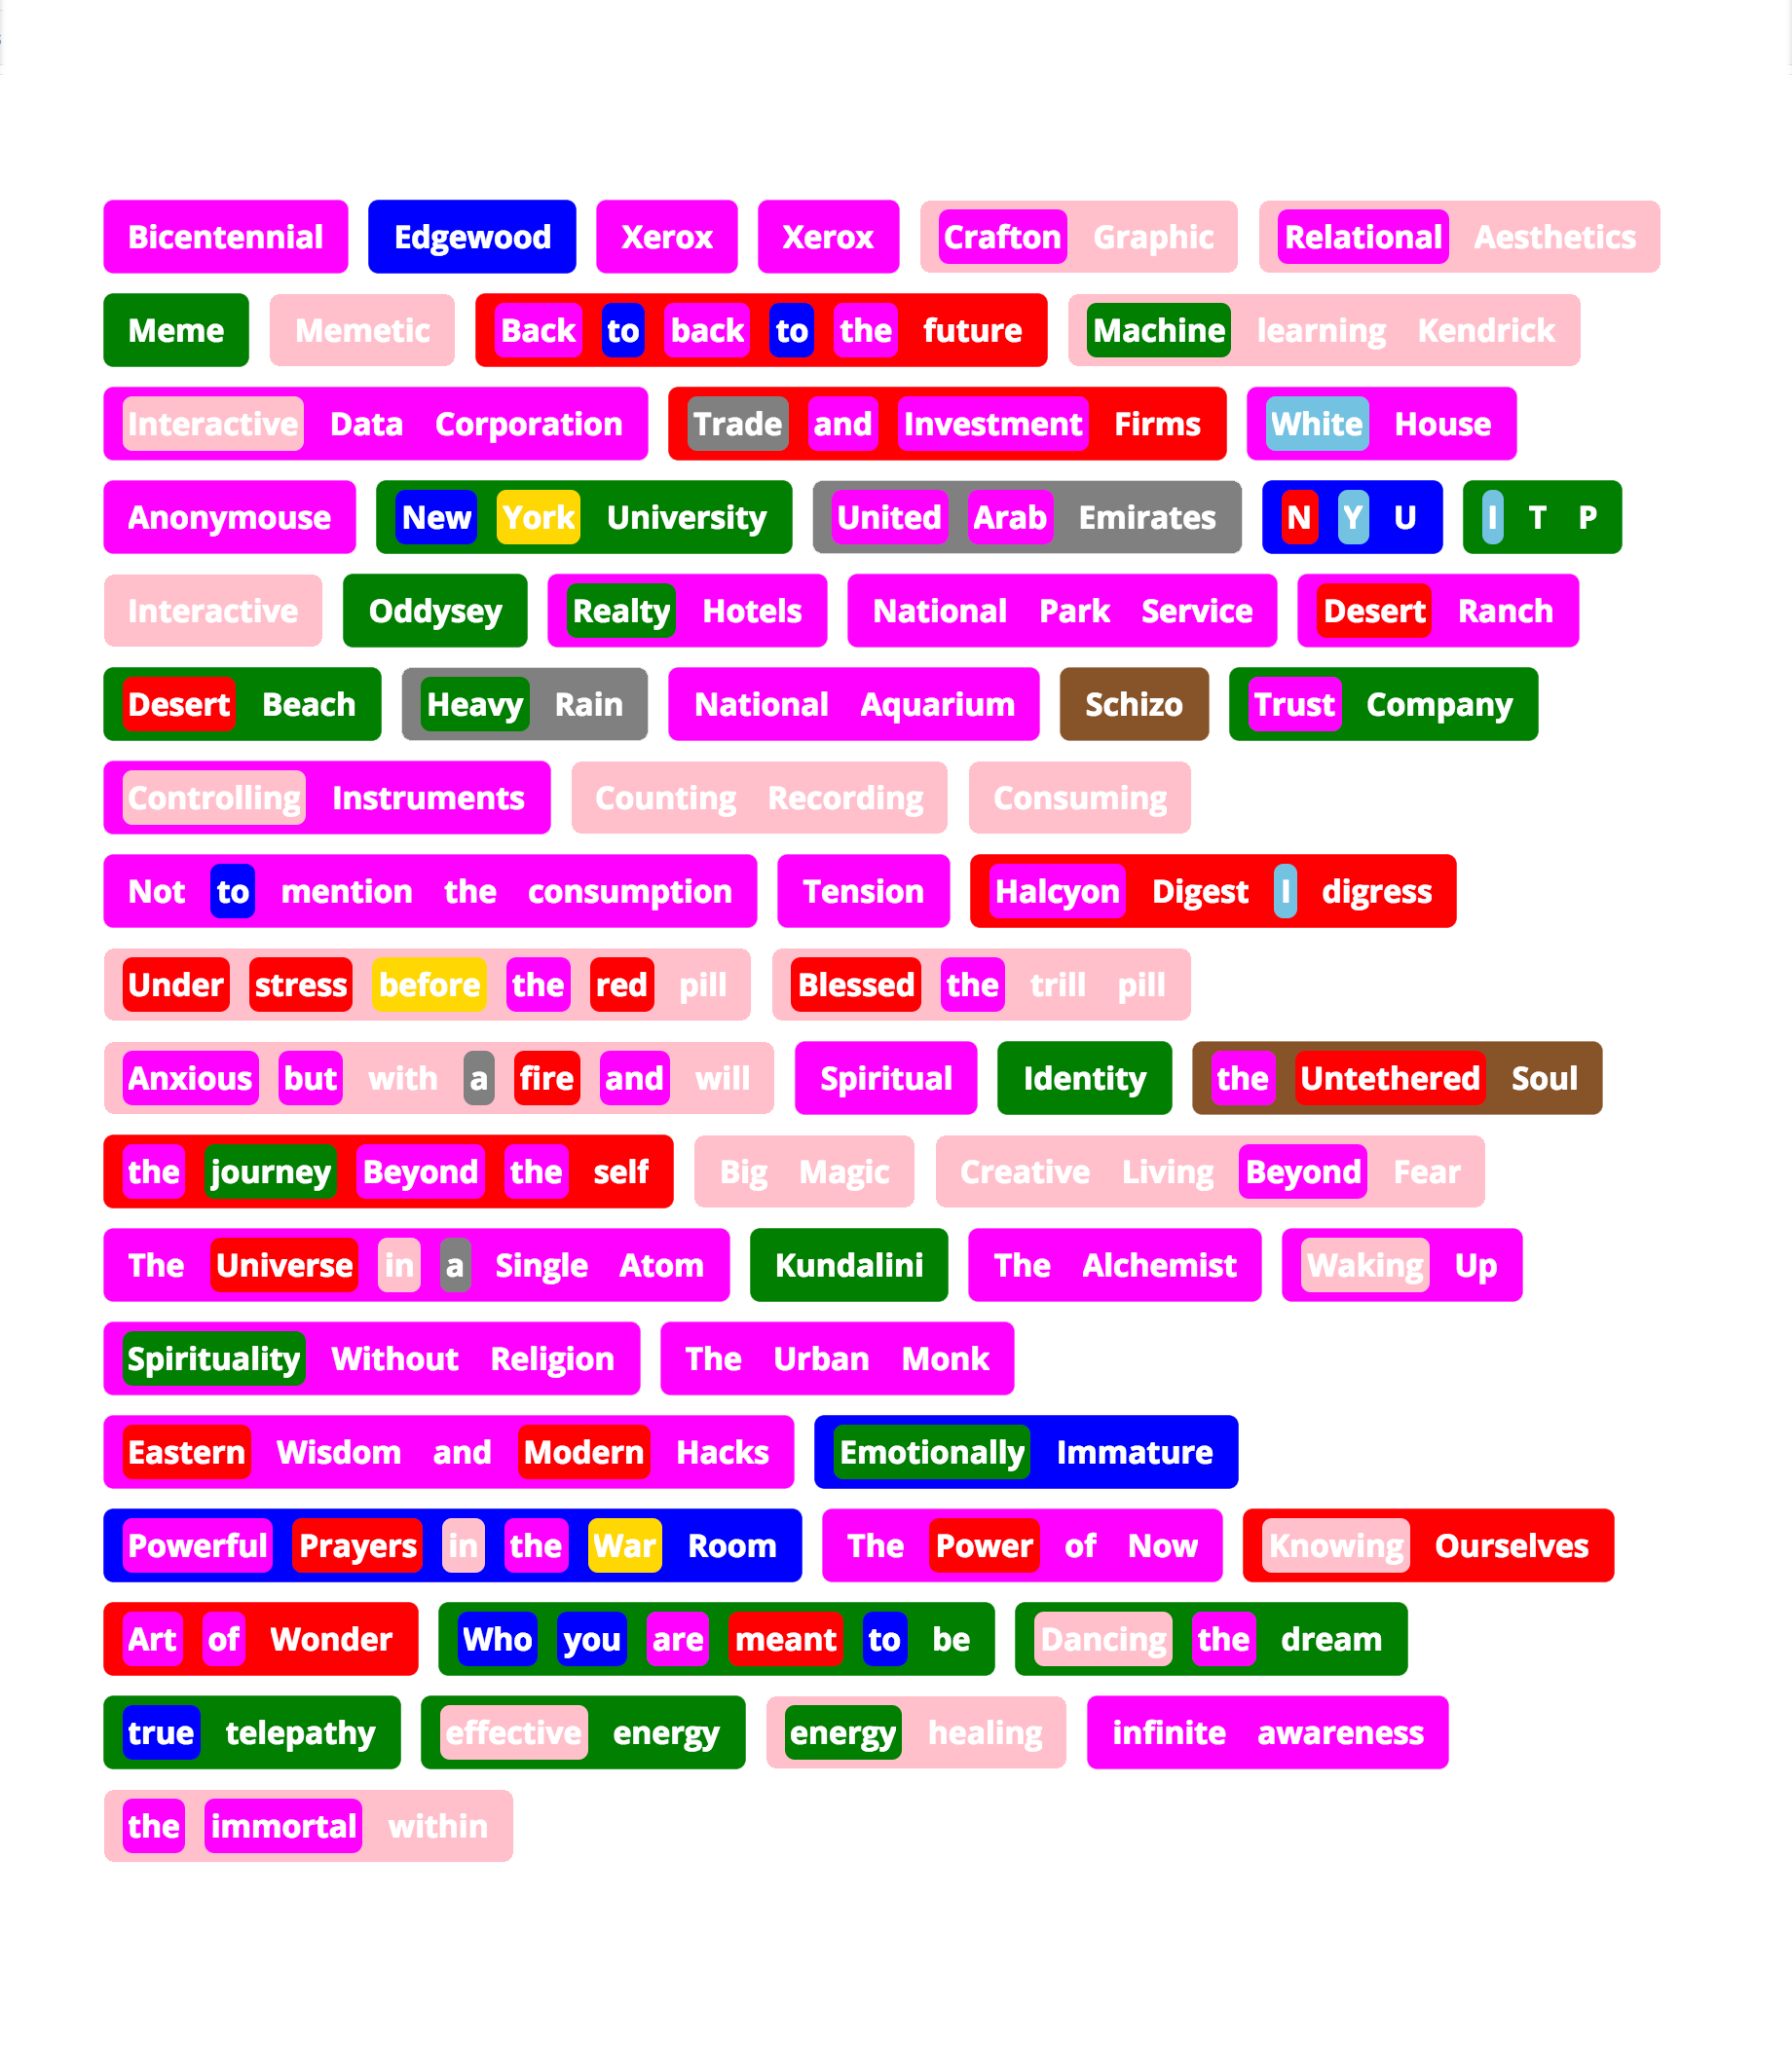 Bicentennial Edgewood Xerox Xerox Crafton Graphic Relational Aesthetics
Meme Memetic Back to back to the future Machine learning Kendrick
Interactive Data Corporation Trade and Investment Firms White House
Anonymouse New York University United Arab Emirates N Y U I T P
Interactive Oddysey Realty Hotels National Park Service Desert Ranch
Desert Beach Heavy Rain National Aquarium Schizo Trust Company
Controlling Instruments Counting Recording Consuming
Not to mention the consumption Tension Halcyon Digest I digress
Under stress before the red pill Blessed the trill pill
Anxious but with a fire and will Spiritual Identity the Untethered Soul
the journey Beyond the self Big Magic Creative Living Beyond Fear
The Universe in a Single Atom Kundalini The Alchemist Waking Up
Spirituality Without Religion The Urban Monk
Eastern Wisdom and Modern Hacks Emotionally Immature
Powerful Prayers in the War Room The Power of Now Knowing Ourselves
Art of Wonder Who you are meant to be Dancing the dream
true telepathy effective energy energy healing infinite awareness
the immortal within